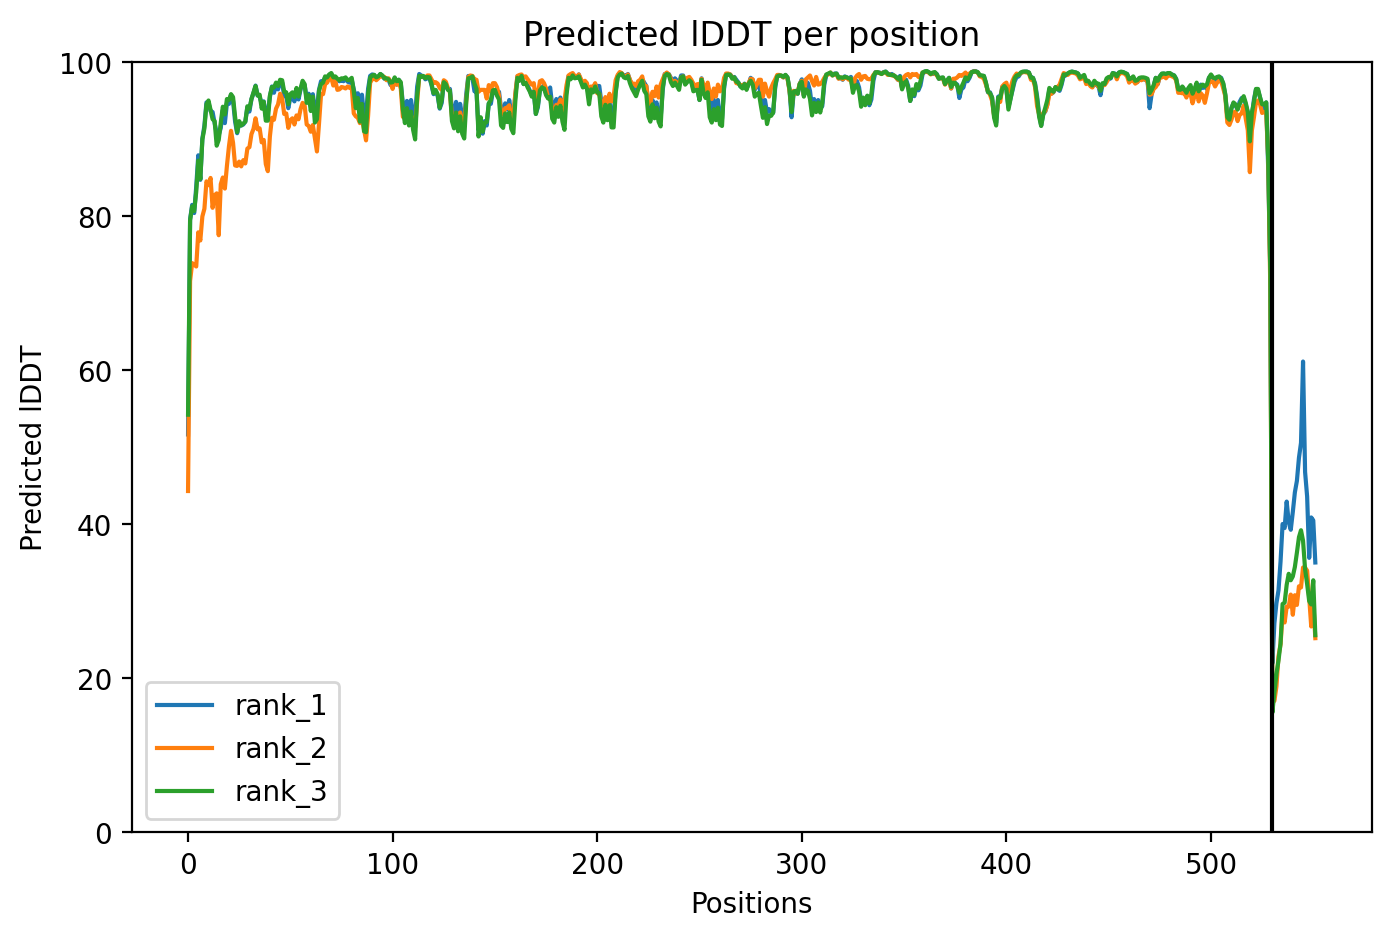 Predicted lDDT per position
100
80
60
40
20
0
Predicted lDDT
rank_1
rank_2
rank_3
0 100 200 300 400 500
Positions